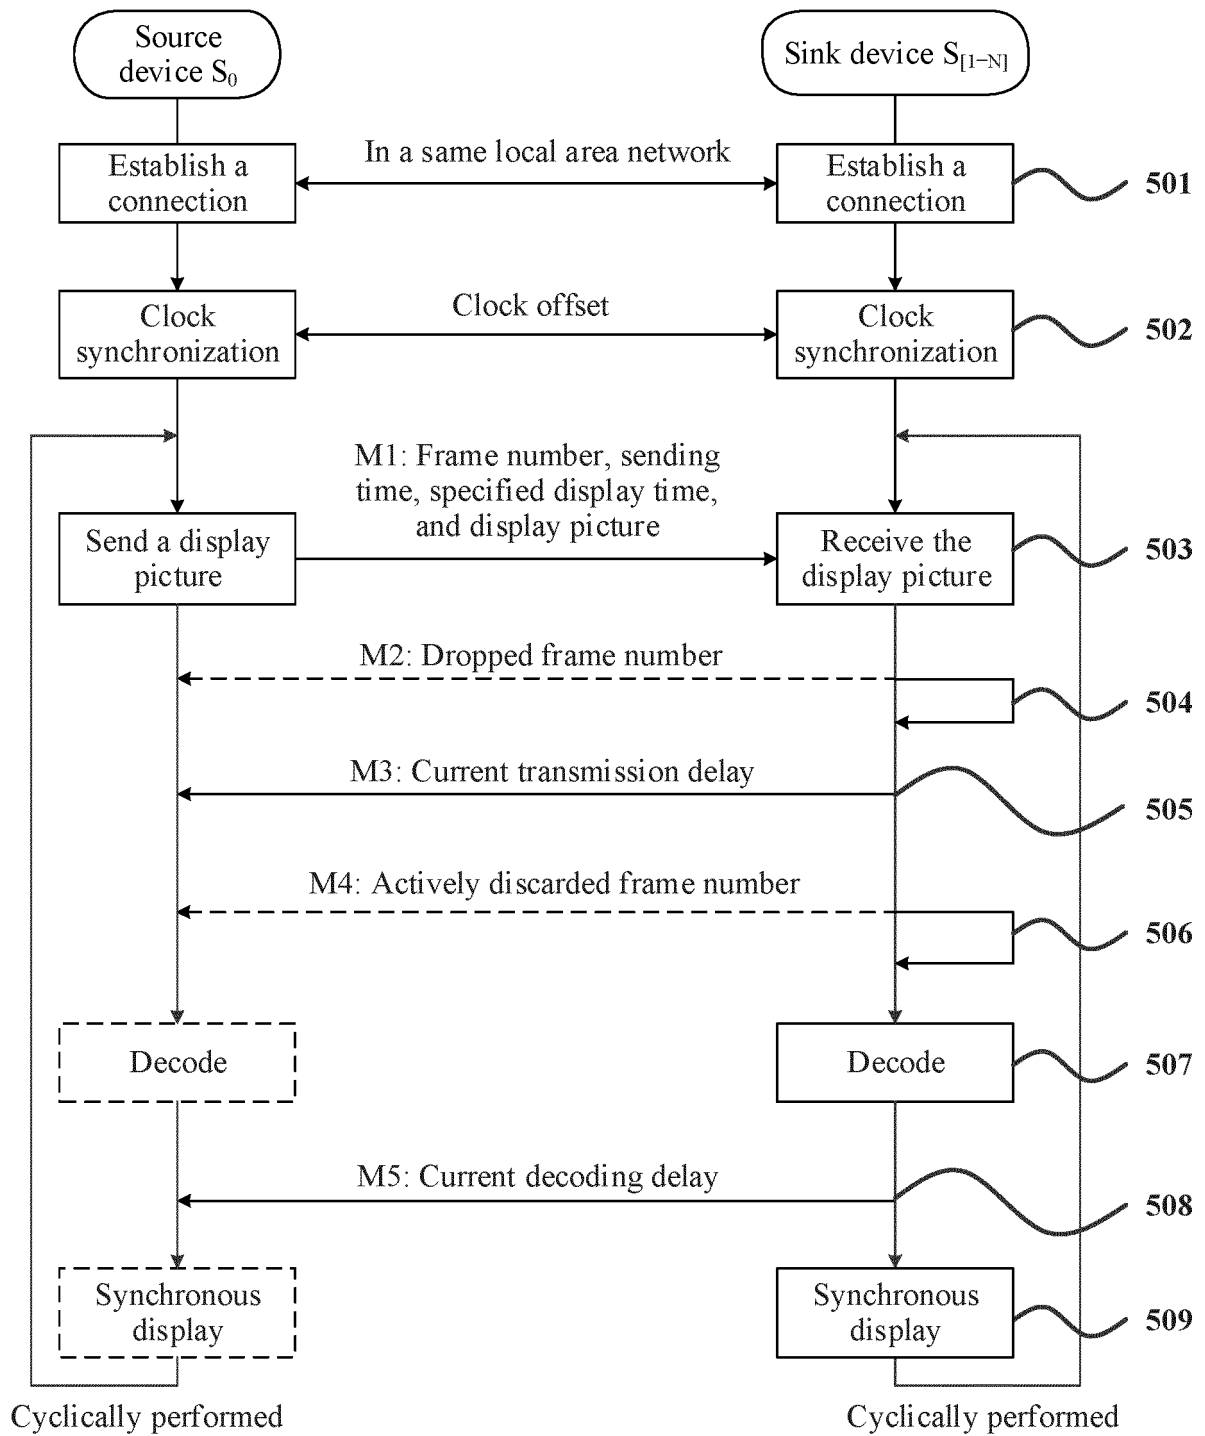 Source
device S0
Sink device S[1–N]
Establish a
connection
In a same local area network
Establish a
connection
501
Clock
synchronization
Clock offset
Clock
synchronization
502
M1: Frame number, sending
time, specified display time,
and display picture
Send a display
picture
Receive the
display picture
503
M2: Dropped frame number
504
M3: Current transmission delay
505
M4: Actively discarded frame number
506
Decode
Decode
507
M5: Current decoding delay
508
Synchronous
display
Synchronous
display
509
Cyclically performed
Cyclically performed